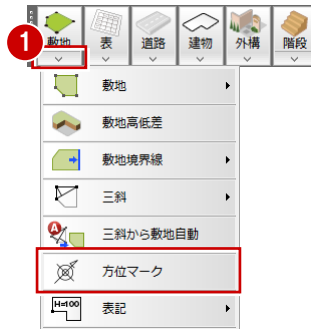 1
敷地 表 道路 建物 外構 階段
敷地
敷地高低差
敷地境界線
三斜
A 三斜から敷地自動
方位マーク
H=100 表記